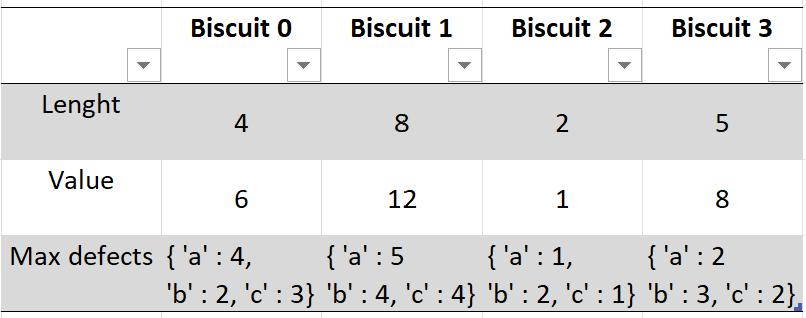 Biscuit 0 Biscuit 1 Biscuit 2 Biscuit 3
Lenght 4 8 2 5
Value 6 12 1 8
Max defects { 'a' : 4, { 'a' : 5 { 'a' : 1, { 'a' : 2
'b' : 2, 'c' : 3} 'b' : 4, 'c' : 4} 'b' : 2, 'c' : 1} 'b' : 3, 'c' : 2}